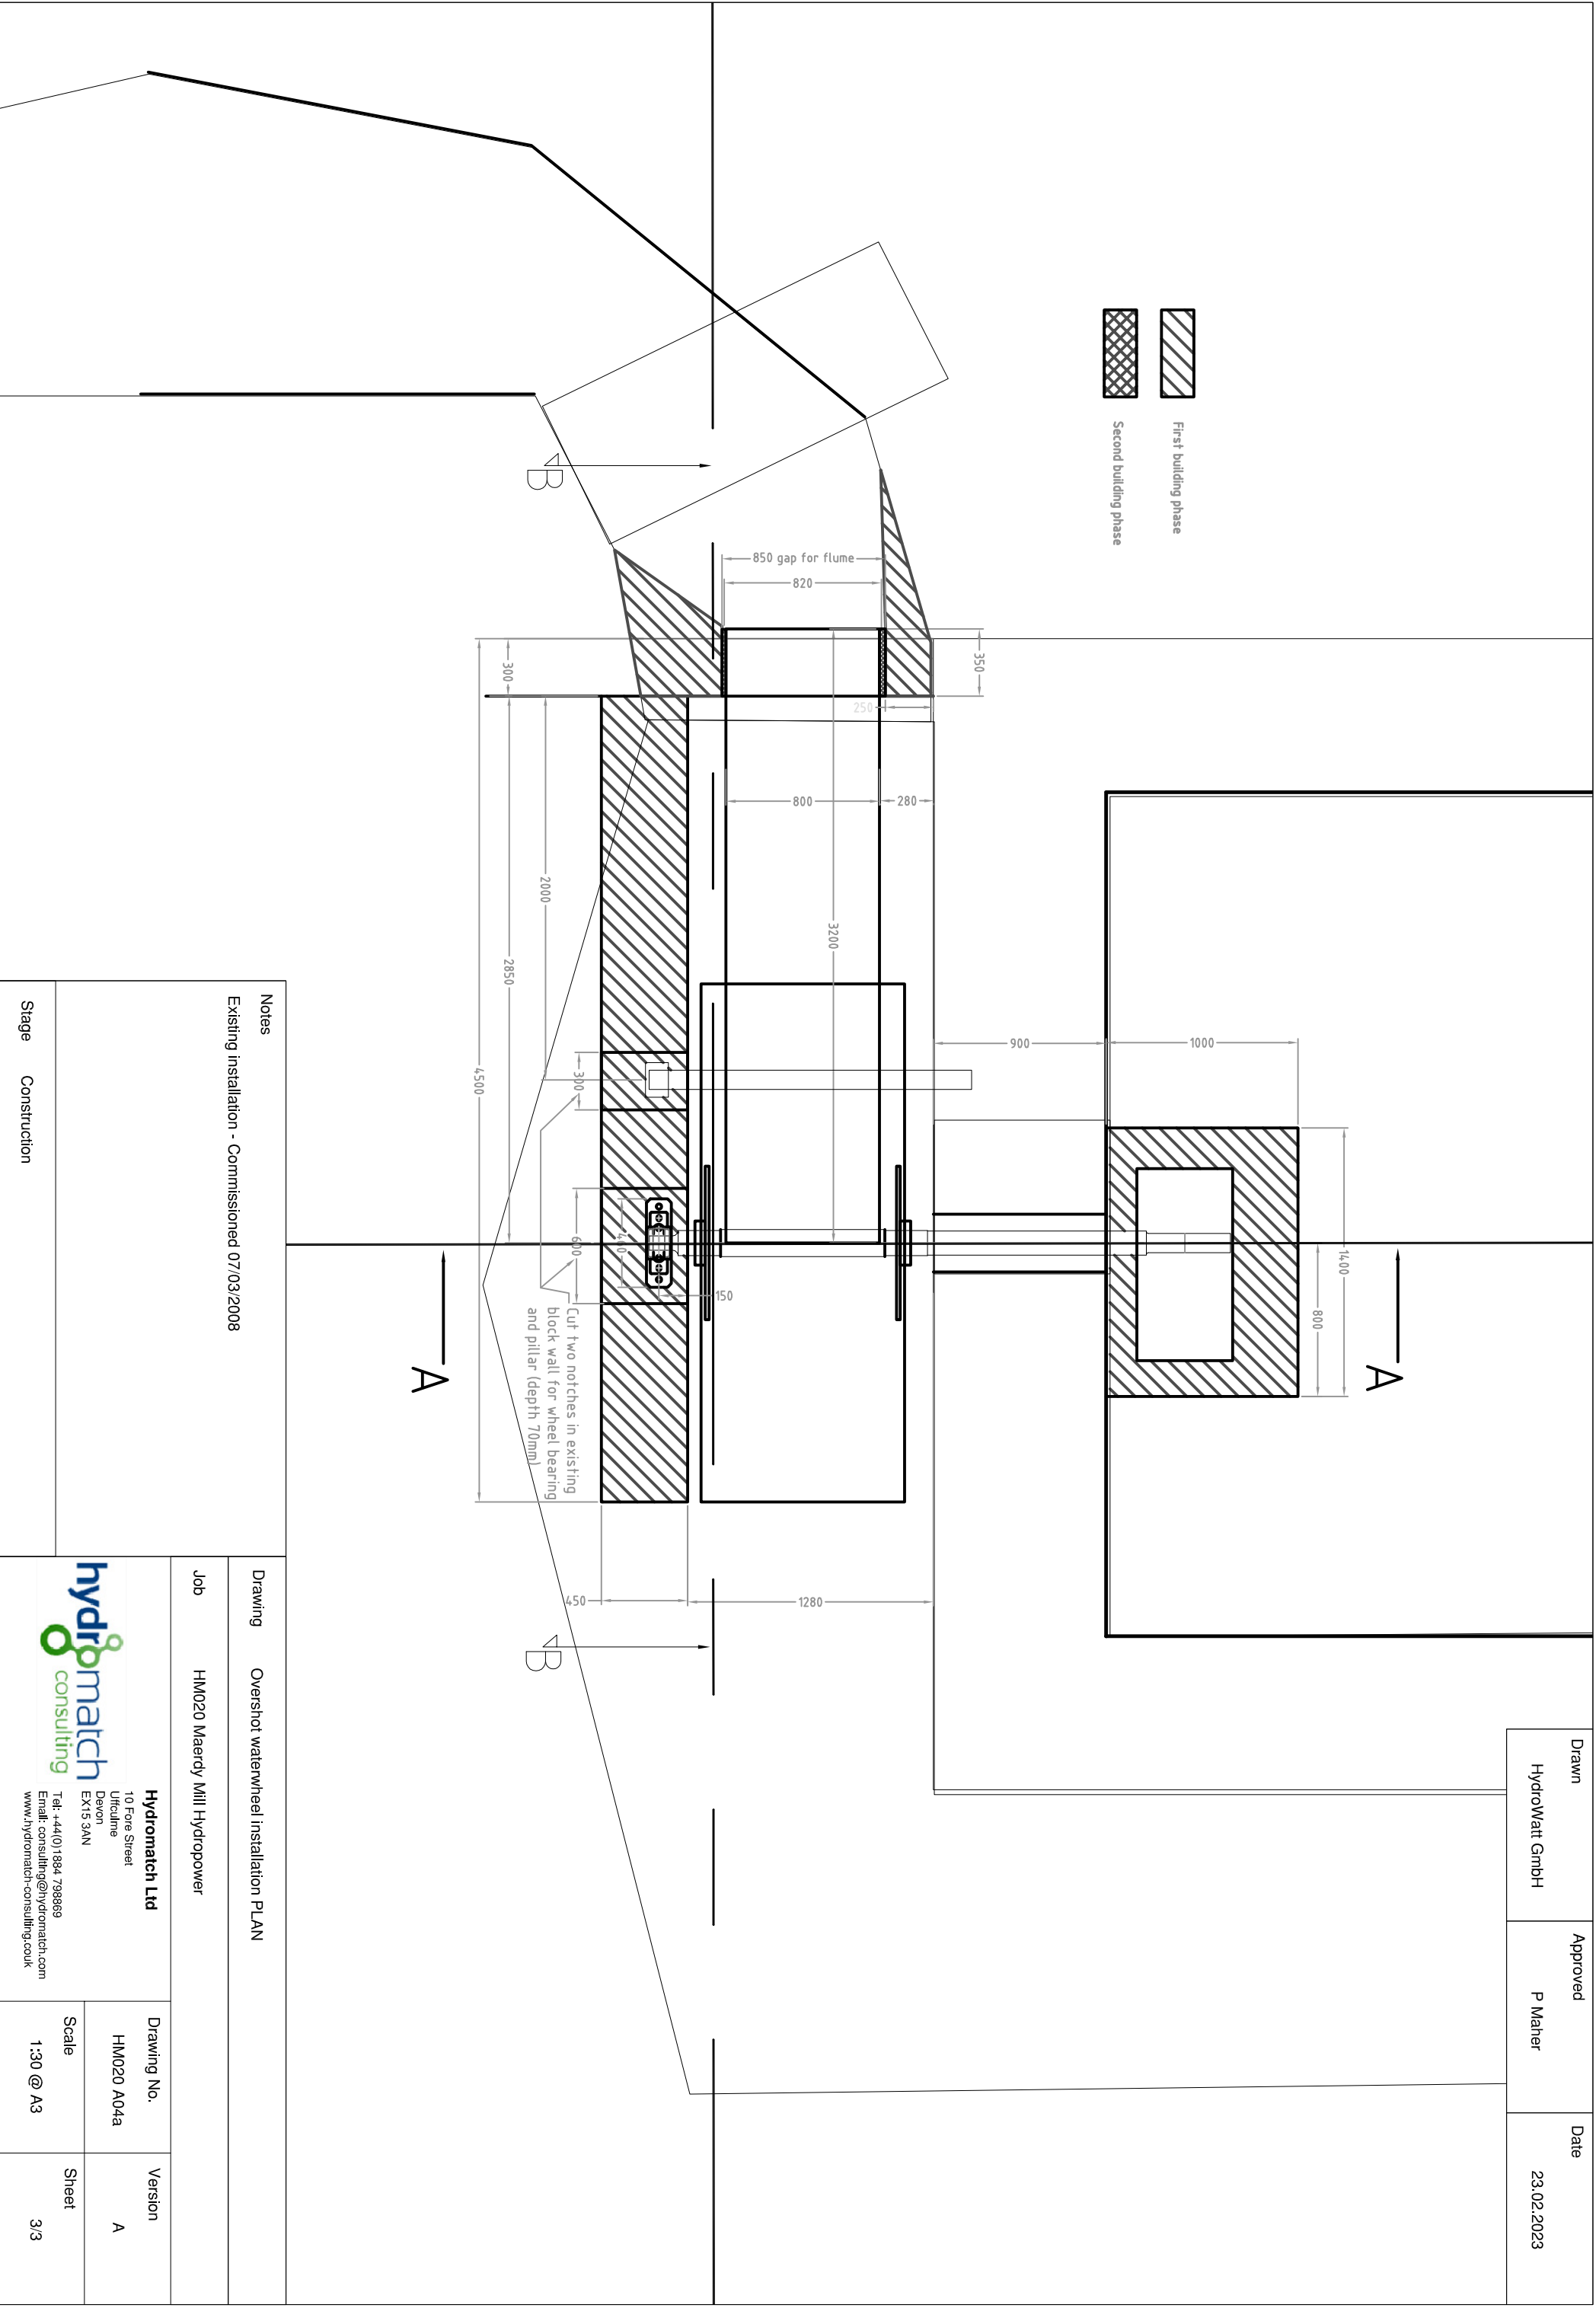 Drawn
HydroWatt GmbH
Approved
P Maher
Date
23.02.2023
First building phase
Second building phase
A
A
B
B
850 gap for flume
820
350
300
250
800
280
3200
2000
2850
4500
900
1000
1400
800
300
600
460
150
450
1280
Cut two notches in existing
block wall for wheel bearing
and pillar (depth 70mm)
Notes
Existing installation - Commissioned 07/03/2008
Stage Construction
Drawing Overshot waterwheel installation PLAN
Job HM020 Maerdy Mill Hydropower
hydromatch
consulting
Hydromatch Ltd
10 Fore Street
Uffculme
Devon
EX15 3AN
Tel: +44(0)1884 798869
Email: consulting@hydromatch.com
www.hydromatch-consulting.couk
Drawing No.
HM020 A04a
Version
A
Scale
1:30 @ A3
Sheet
3/3